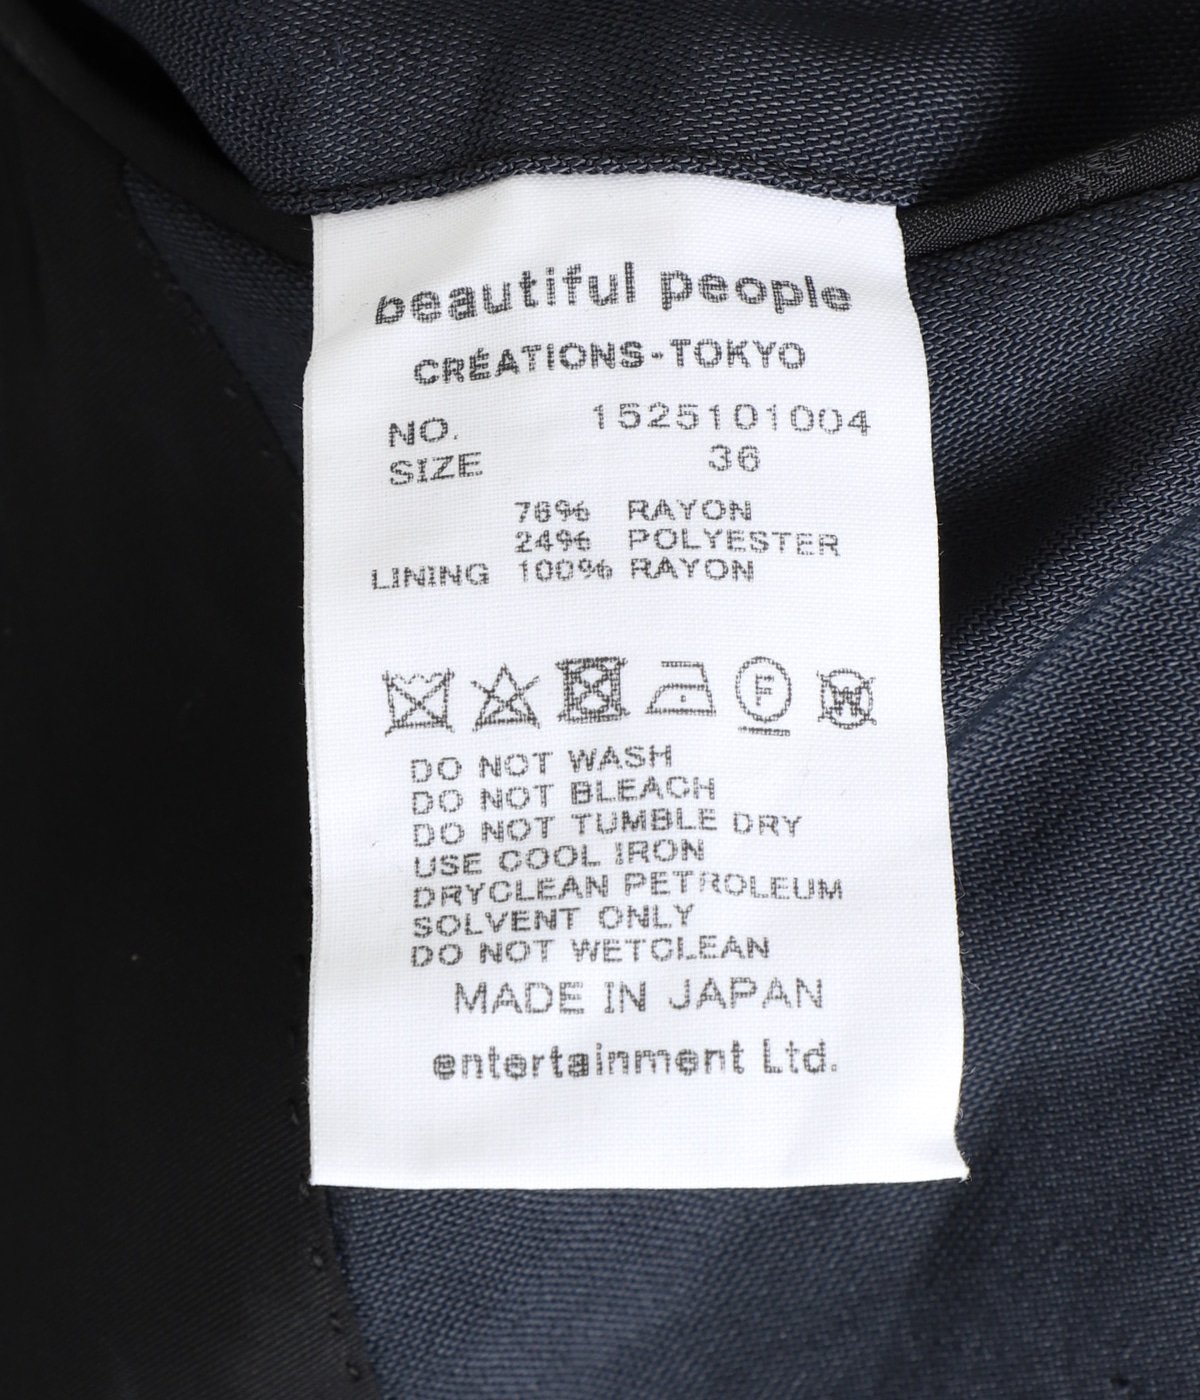 beautiful people
CRÉATIONS-TOKYO
NO. 1525101004
SIZE 36
76% RAYON
24% POLYESTER
LINING 100% RAYON
F
W
DO NOT WASH
DO NOT BLEACH
DO NOT TUMBLE DRY
USE COOL IRON
DRYCLEAN PETROLEUM
SOLVENT ONLY
DO NOT WETCLEAN
MADE IN JAPAN
entertainment Ltd.